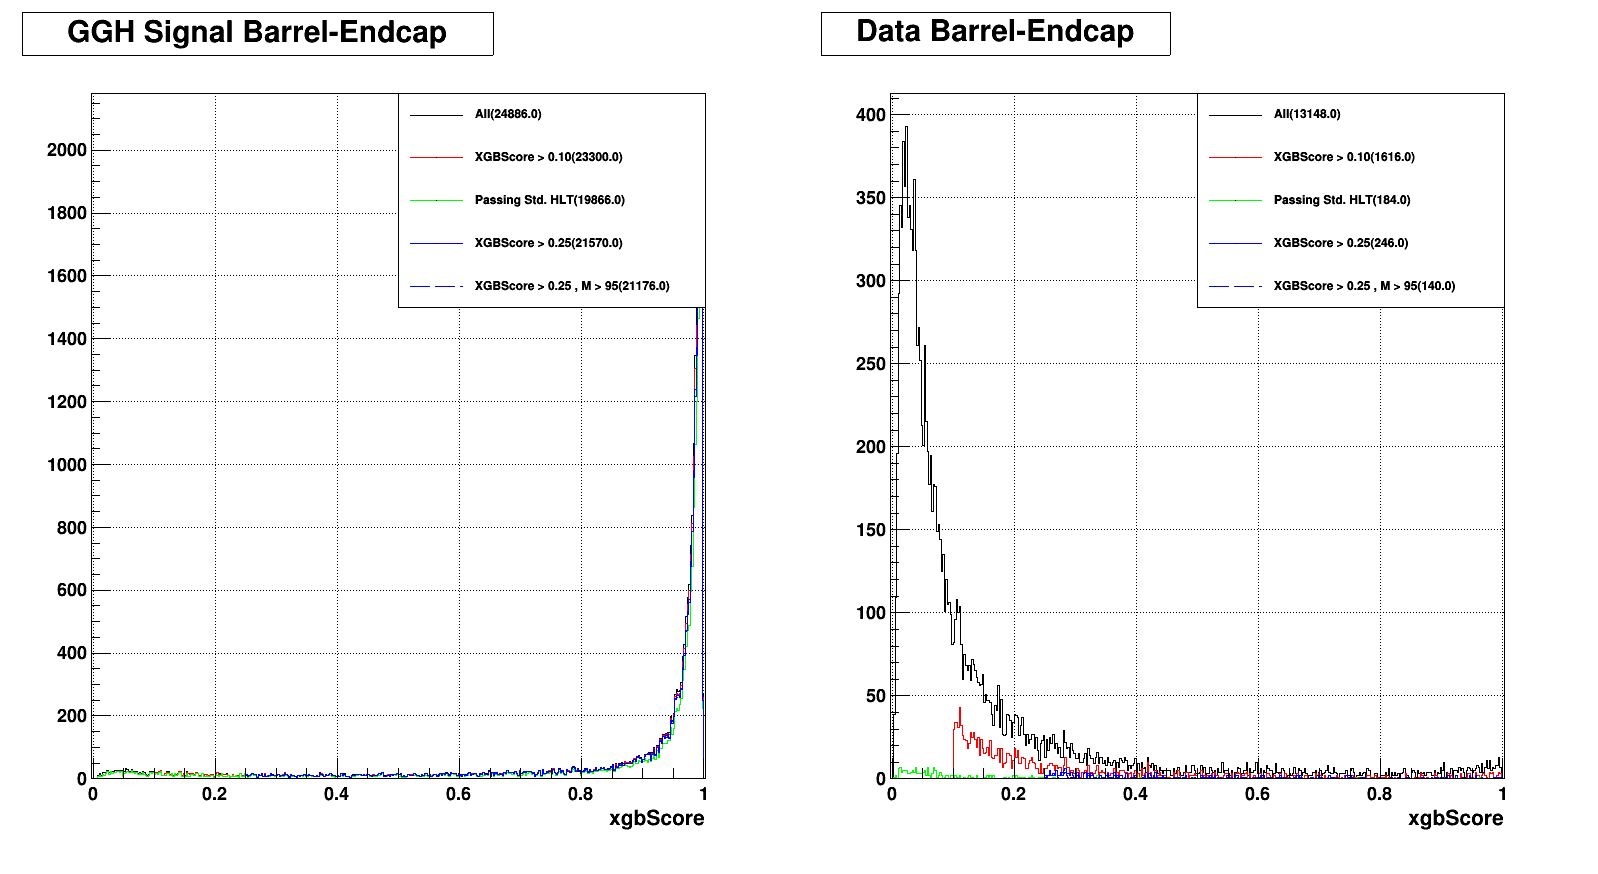 GGH Signal Barrel-Endcap
2000
1800
1600
1400
1200
1000
800
600
400
200
0
0 0.2 0.4 0.6 0.8 1
xgbScore
All(24886.0)
XGBScore > 0.10(23300.0)
Passing Std. HLT(19866.0)
XGBScore > 0.25(21570.0)
XGBScore > 0.25 , M > 95(21176.0)
Data Barrel-Endcap
400
350
300
250
200
150
100
50
0
0 0.2 0.4 0.6 0.8 1
xgbScore
All(13148.0)
XGBScore > 0.10(1616.0)
Passing Std. HLT(184.0)
XGBScore > 0.25(246.0)
XGBScore > 0.25 , M > 95(140.0)